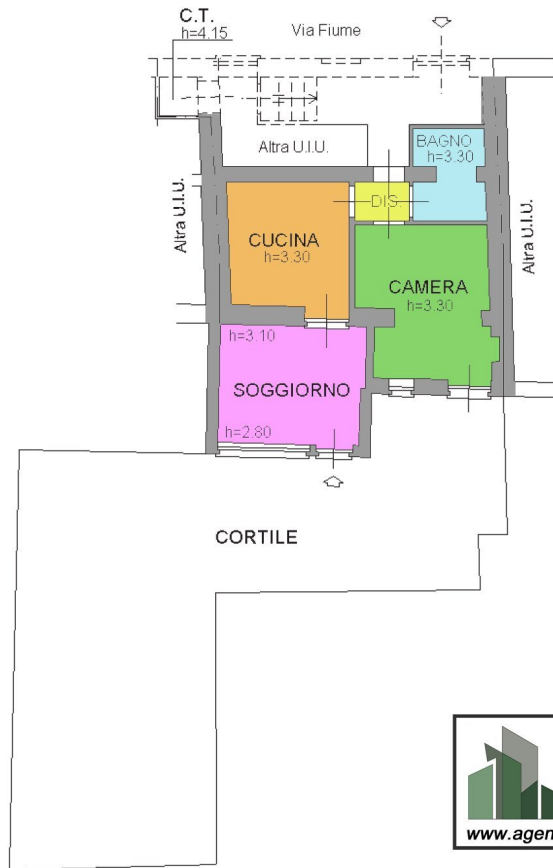 C.T.
h=4.15
Via Fiume
Altra U.I.U.
BAGNO
h=3.30
Altra U.I.U.
DIS.
Altra U.I.U.
CUCINA
h=3.30
CAMERA
h=3.30
h=3.10
SOGGIORNO
h=2.80
CORTILE
www.agen